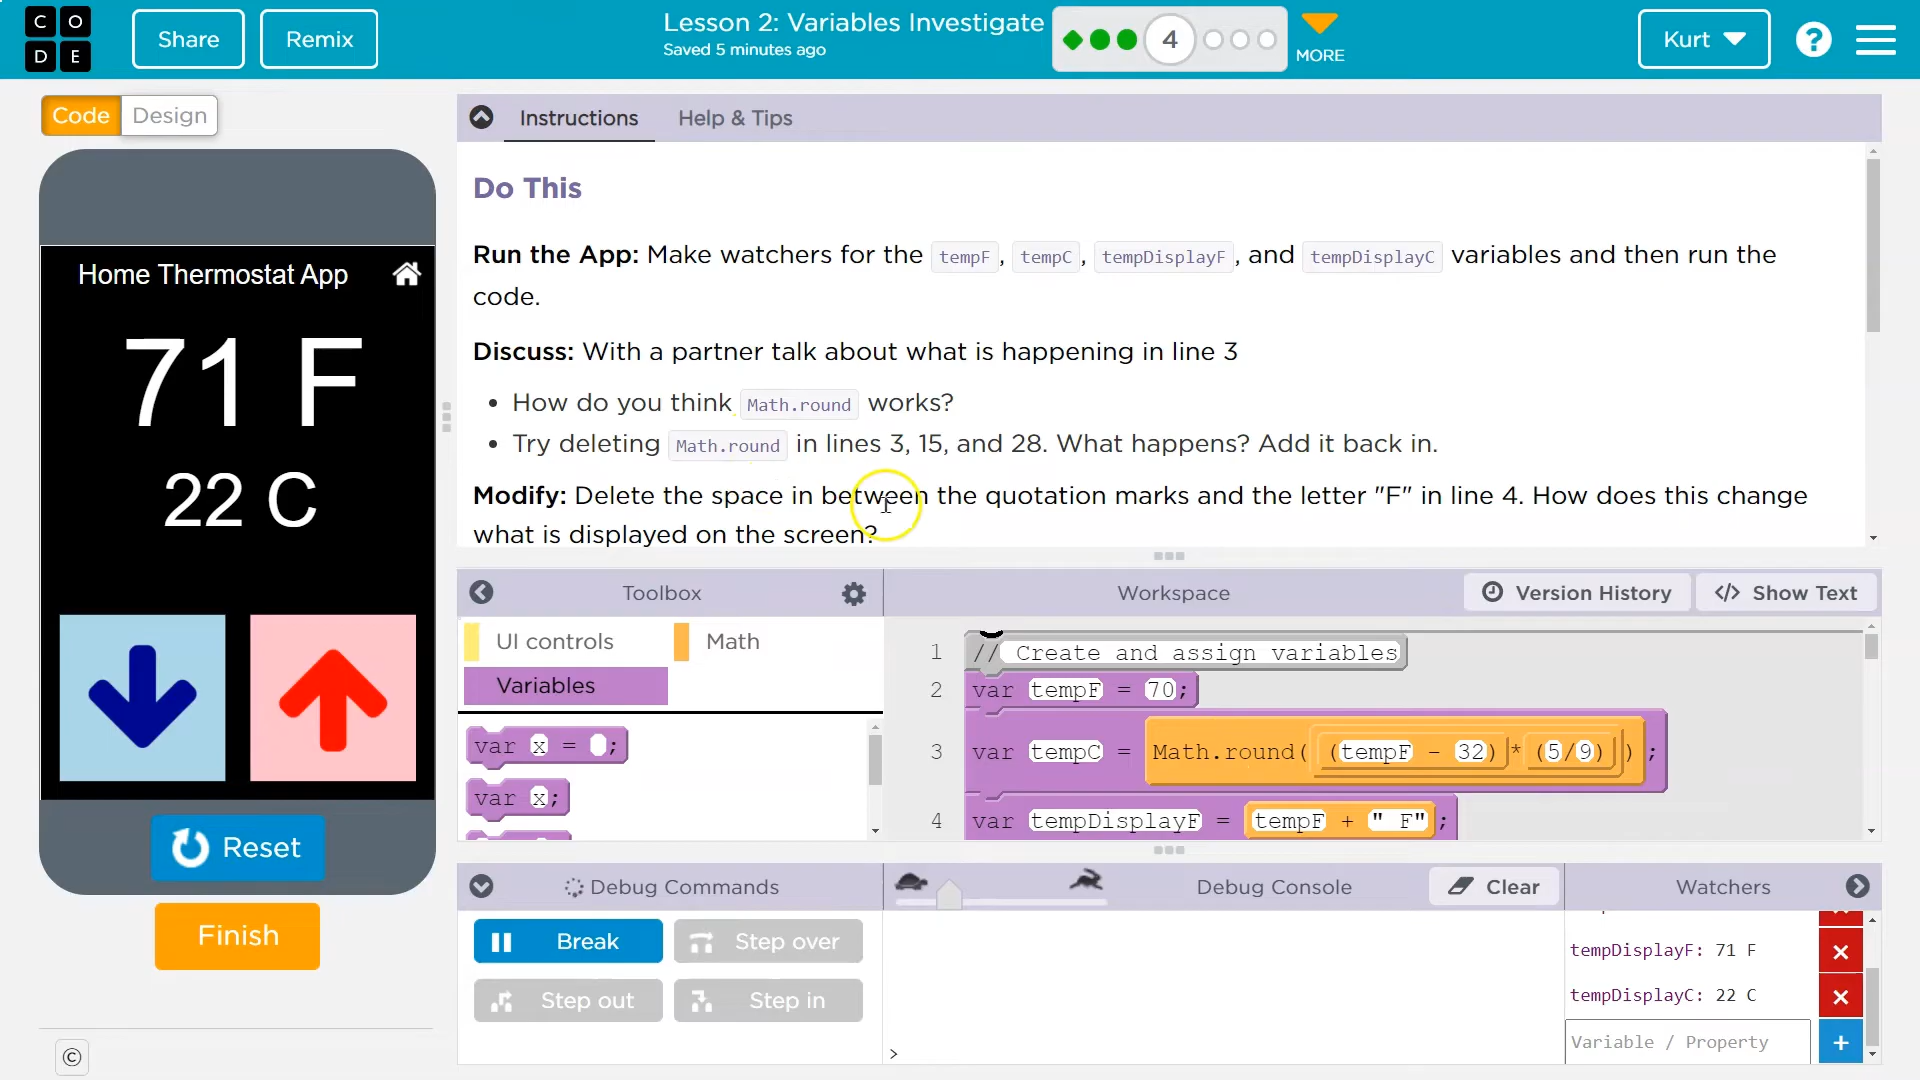 CODE
Share
Remix
Lesson 2: Variables Investigate
Saved 5 minutes ago
4
MORE
Kurt
?
Code
Design
Home Thermostat App
71 F
22 C
Reset
Finish
©
Instructions
Help & Tips
Do This
Run the App: Make watchers for the tempF, tempC, tempDisplayF, and tempDisplayC variables and then run the
code.
Discuss: With a partner talk about what is happening in line 3
• How do you think Math.round works?
• Try deleting Math.round in lines 3, 15, and 28. What happens? Add it back in.
Modify: Delete the space in between the quotation marks and the letter "F" in line 4. How does this change
what is displayed on the screen?
Toolbox
UI controls
Math
Variables
var x = ;
var x;
Workspace
Version History
</> Show Text
1 // Create and assign variables
2 var tempF = 70;
3 var tempC = Math.round( (tempF - 32) * (5/9) ) ;
4 var tempDisplayF = tempF + " F" ;
Debug Commands
Break
Step over
Step out
Step in
Debug Console
Clear
>
Watchers
tempDisplayF: 71 F
tempDisplayC: 22 C
Variable / Property